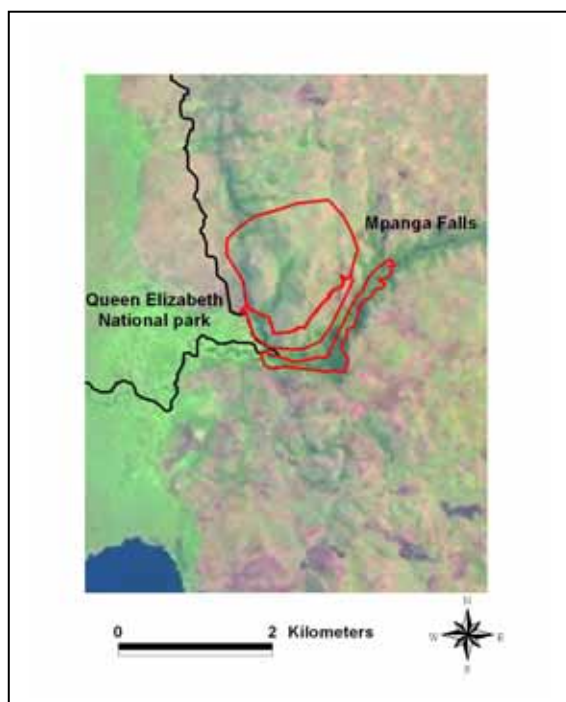 Mpanga Falls
Queen Elizabeth
National park
0 2 Kilometers
N
W E
S